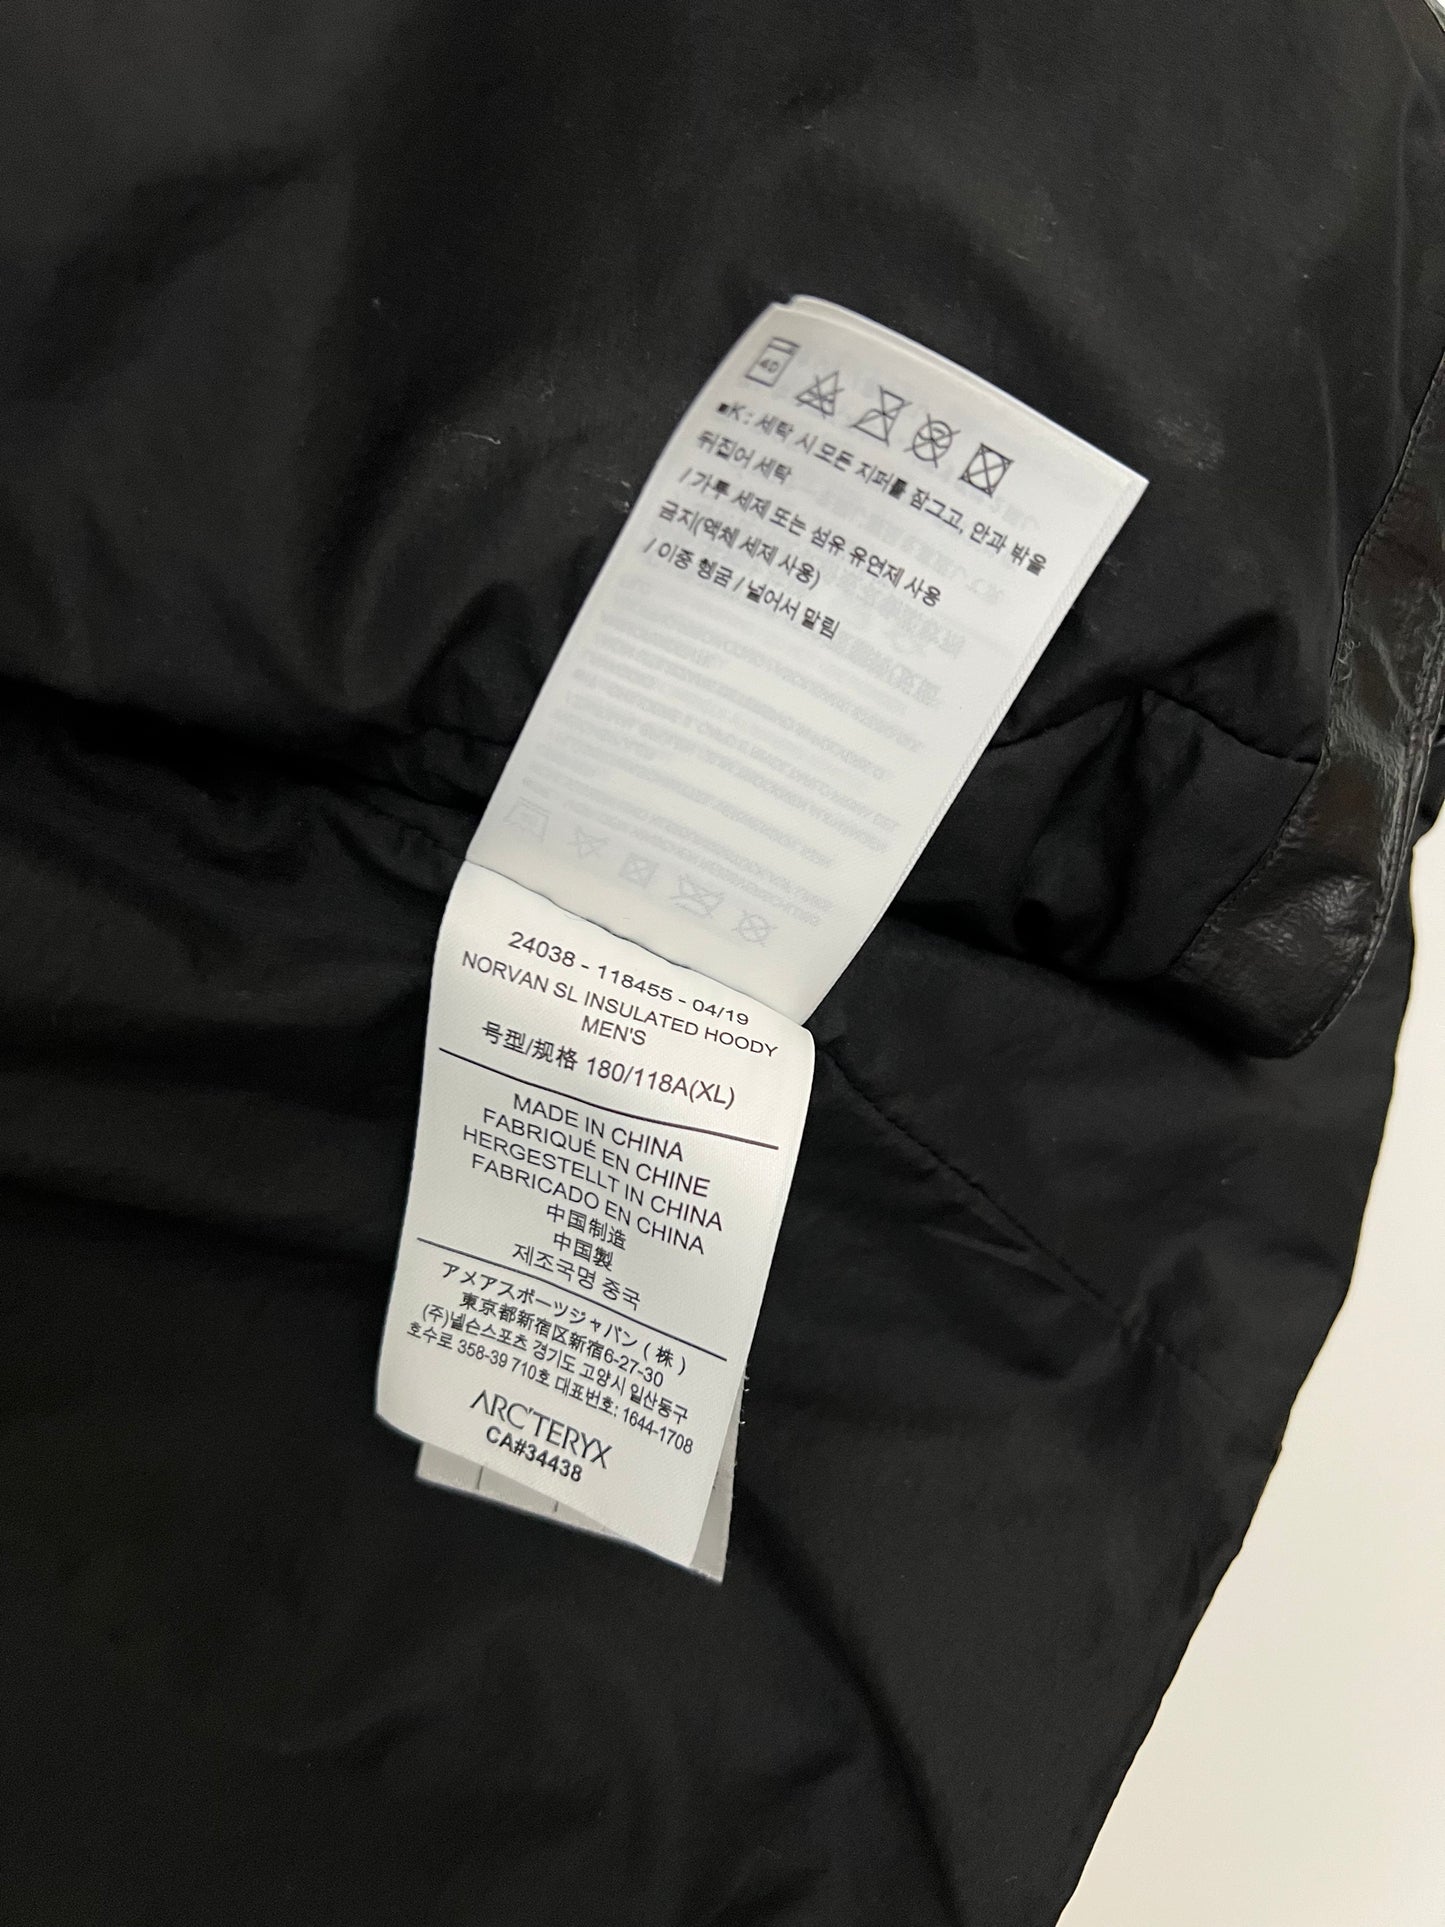 40
■K : 세탁 시 모든 지퍼를 잠그고, 안과 밖을
뒤집어 세탁
/ 가루 세제 또는 섬유 유연제 사용
금지(액체 세제 사용)
/ 이중 헹굼 / 널어서 말림
24038 - 118455 - 04/19
NORVAN SL INSULATED HOODY
MEN'S
号型/规格 180/118A(XL)
MADE IN CHINA
FABRIQUÉ EN CHINE
HERGESTELLT IN CHINA
FABRICADO EN CHINA
中国制造
中国製
제조국명 중국
アメアスポーツジャパン ( 株 )
東京都新宿区新宿6-27-30
(주)넬슨스포츠 경기도 고양시 일산동구
호수로 358-39 710호 대표번호: 1644-1708
ARC'TERYX
CA#34438